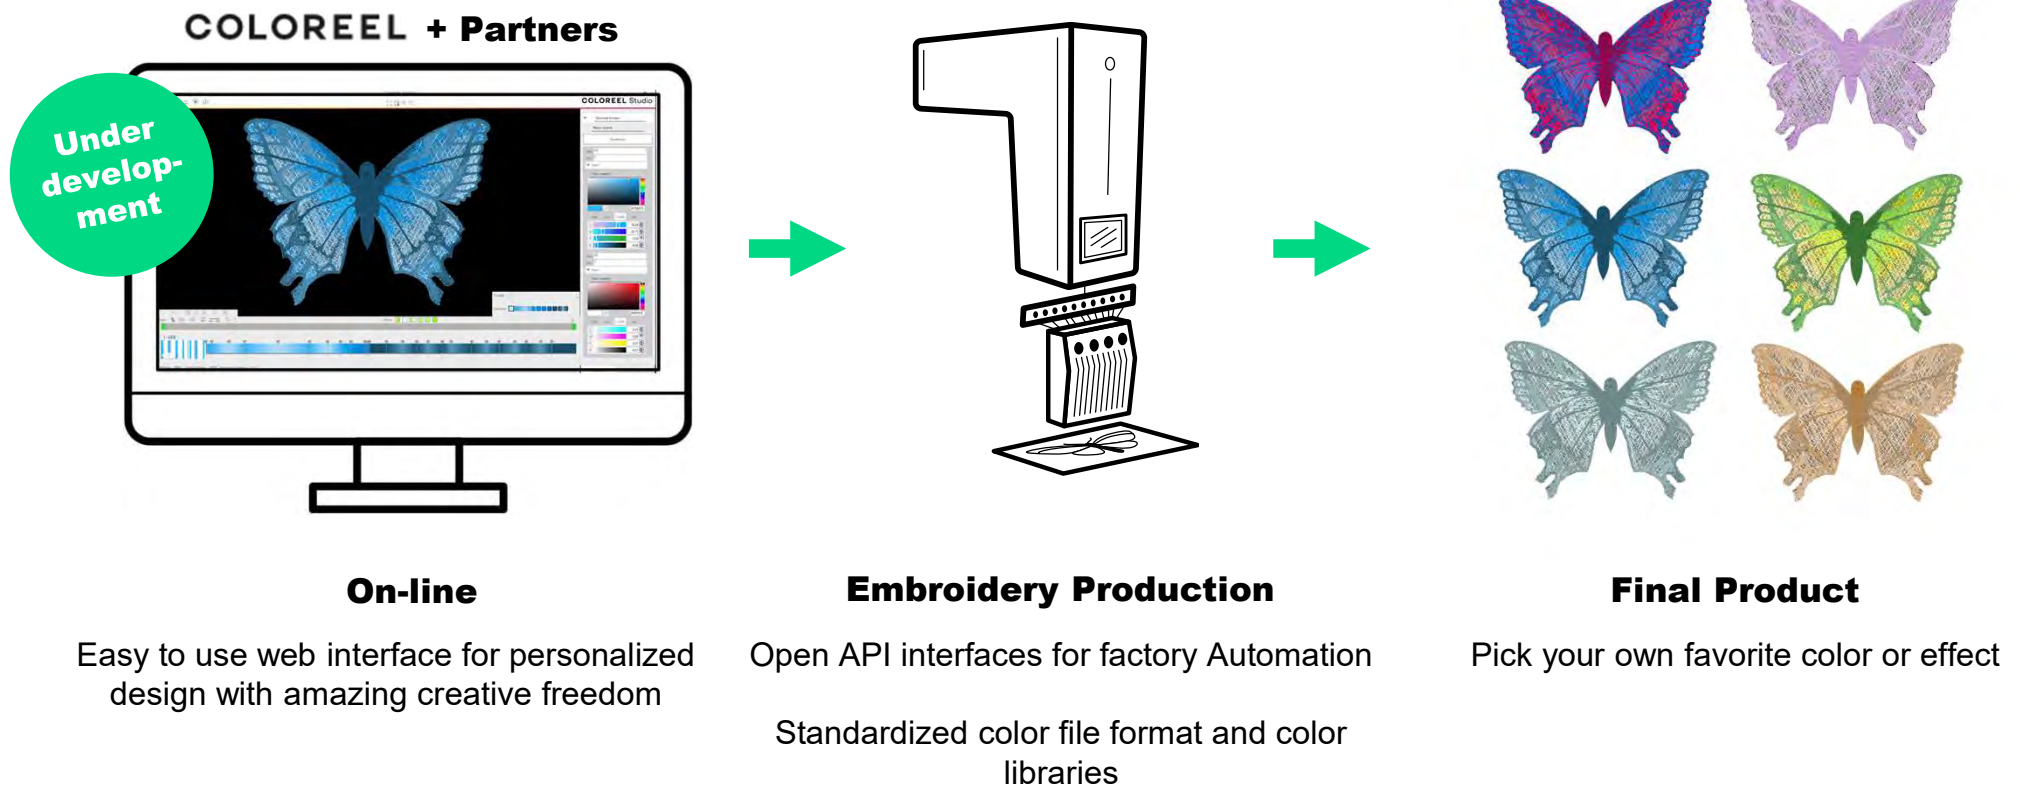 COLOREEL + Partners
Under
develop-
ment
COLOREEL Studio
On-line
Easy to use web interface for personalized
design with amazing creative freedom
Embroidery Production
Open API interfaces for factory Automation
Standardized color file format and color
libraries
Final Product
Pick your own favorite color or effect